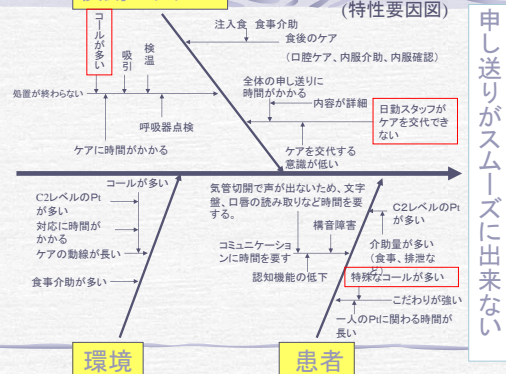 (特性要因図)
注入食 食事介助
食後のケア
(口腔ケア、内服介助、内服確認)
コールが多い
吸引
検温
処置が終わらない
呼吸器点検
ケアに時間がかかる
全体の申し送りに
時間がかかる
内容が詳細
日勤スタッフが
ケアを交代でき
ない
ケアを交代する
意識が低い
申し送りがスムーズに出来ない
コールが多い
C2レベルのPt
が多い
対応に時間が
かかる
ケアの動線が長い
食事介助が多い
気管切開で声が出ないため、文字
盤、口唇の読み取りなど時間を要
する。
構音障害
コミュニケーショ
ンに時間を要す
認知機能の低下
C2レベルのPt
が多い
介助量が多い
(食事、排泄な
ど)
特殊なコールが多い
こだわりが強い
一人のPtに関わる時間が
長い
環境
患者